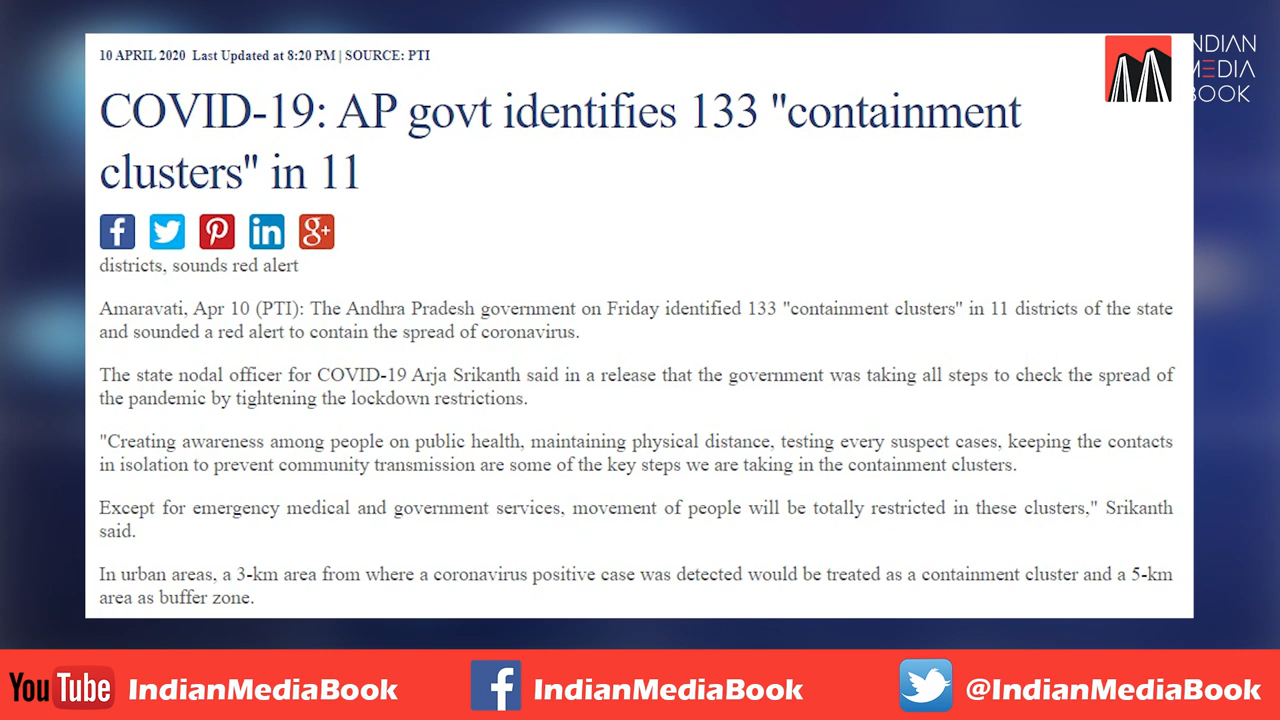 10 APRIL 2020 Last Updated at 8:20 PM | SOURCE: PTI
INDIAN
MEDIA
BOOK
COVID-19: AP govt identifies 133 "containment
clusters" in 11
f
P
in
g+
districts, sounds red alert
Amaravati, Apr 10 (PTI): The Andhra Pradesh government on Friday identified 133 "containment clusters" in 11 districts of the state
and sounded a red alert to contain the spread of coronavirus.
The state nodal officer for COVID-19 Arja Srikanth said in a release that the government was taking all steps to check the spread of
the pandemic by tightening the lockdown restrictions.
"Creating awareness among people on public health, maintaining physical distance, testing every suspect cases, keeping the contacts
in isolation to prevent community transmission are some of the key steps we are taking in the containment clusters.
Except for emergency medical and government services, movement of people will be totally restricted in these clusters," Srikanth
said.
In urban areas, a 3-km area from where a coronavirus positive case was detected would be treated as a containment cluster and a 5-km
area as buffer zone.
YouTube IndianMediaBook
f IndianMediaBook
@IndianMediaBook